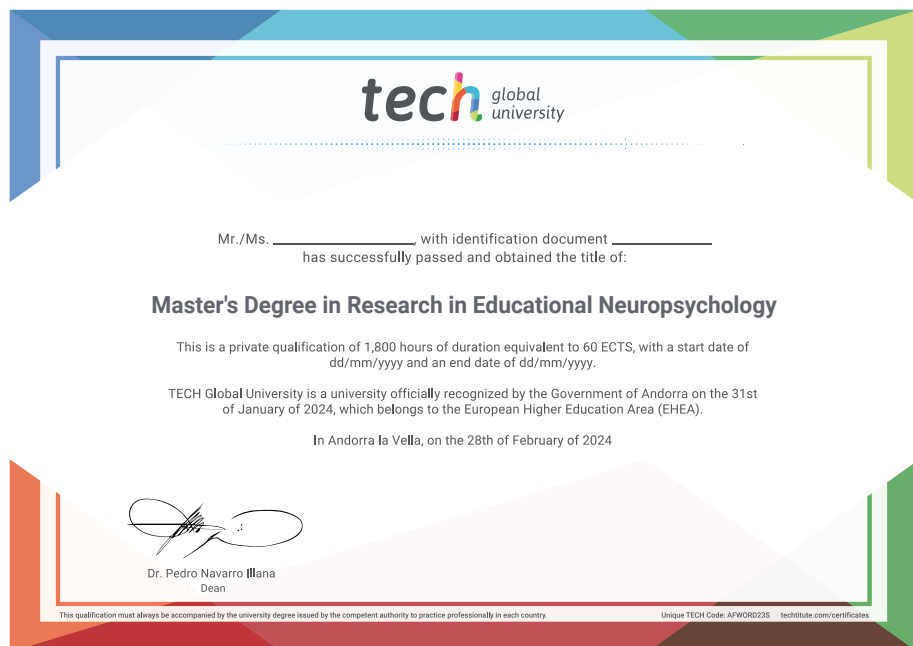 tech global
university
Mr./Ms. ______________, with identification document __________
has successfully passed and obtained the title of:
Master's Degree in Research in Educational Neuropsychology
This is a private qualification of 1,800 hours of duration equivalent to 60 ECTS, with a start date of
dd/mm/yyyy and an end date of dd/mm/yyyy.
TECH Global University is a university officially recognized by the Government of Andorra on the 31st
of January of 2024, which belongs to the European Higher Education Area (EHEA).
In Andorra la Vella, on the 28th of February of 2024
Dr. Pedro Navarro Illana
Dean
This qualification must always be accompanied by the university degree issued by the competent authority to practice professionally in each country.
Unique TECH Code: AFWORD23S techtitute.com/certificates